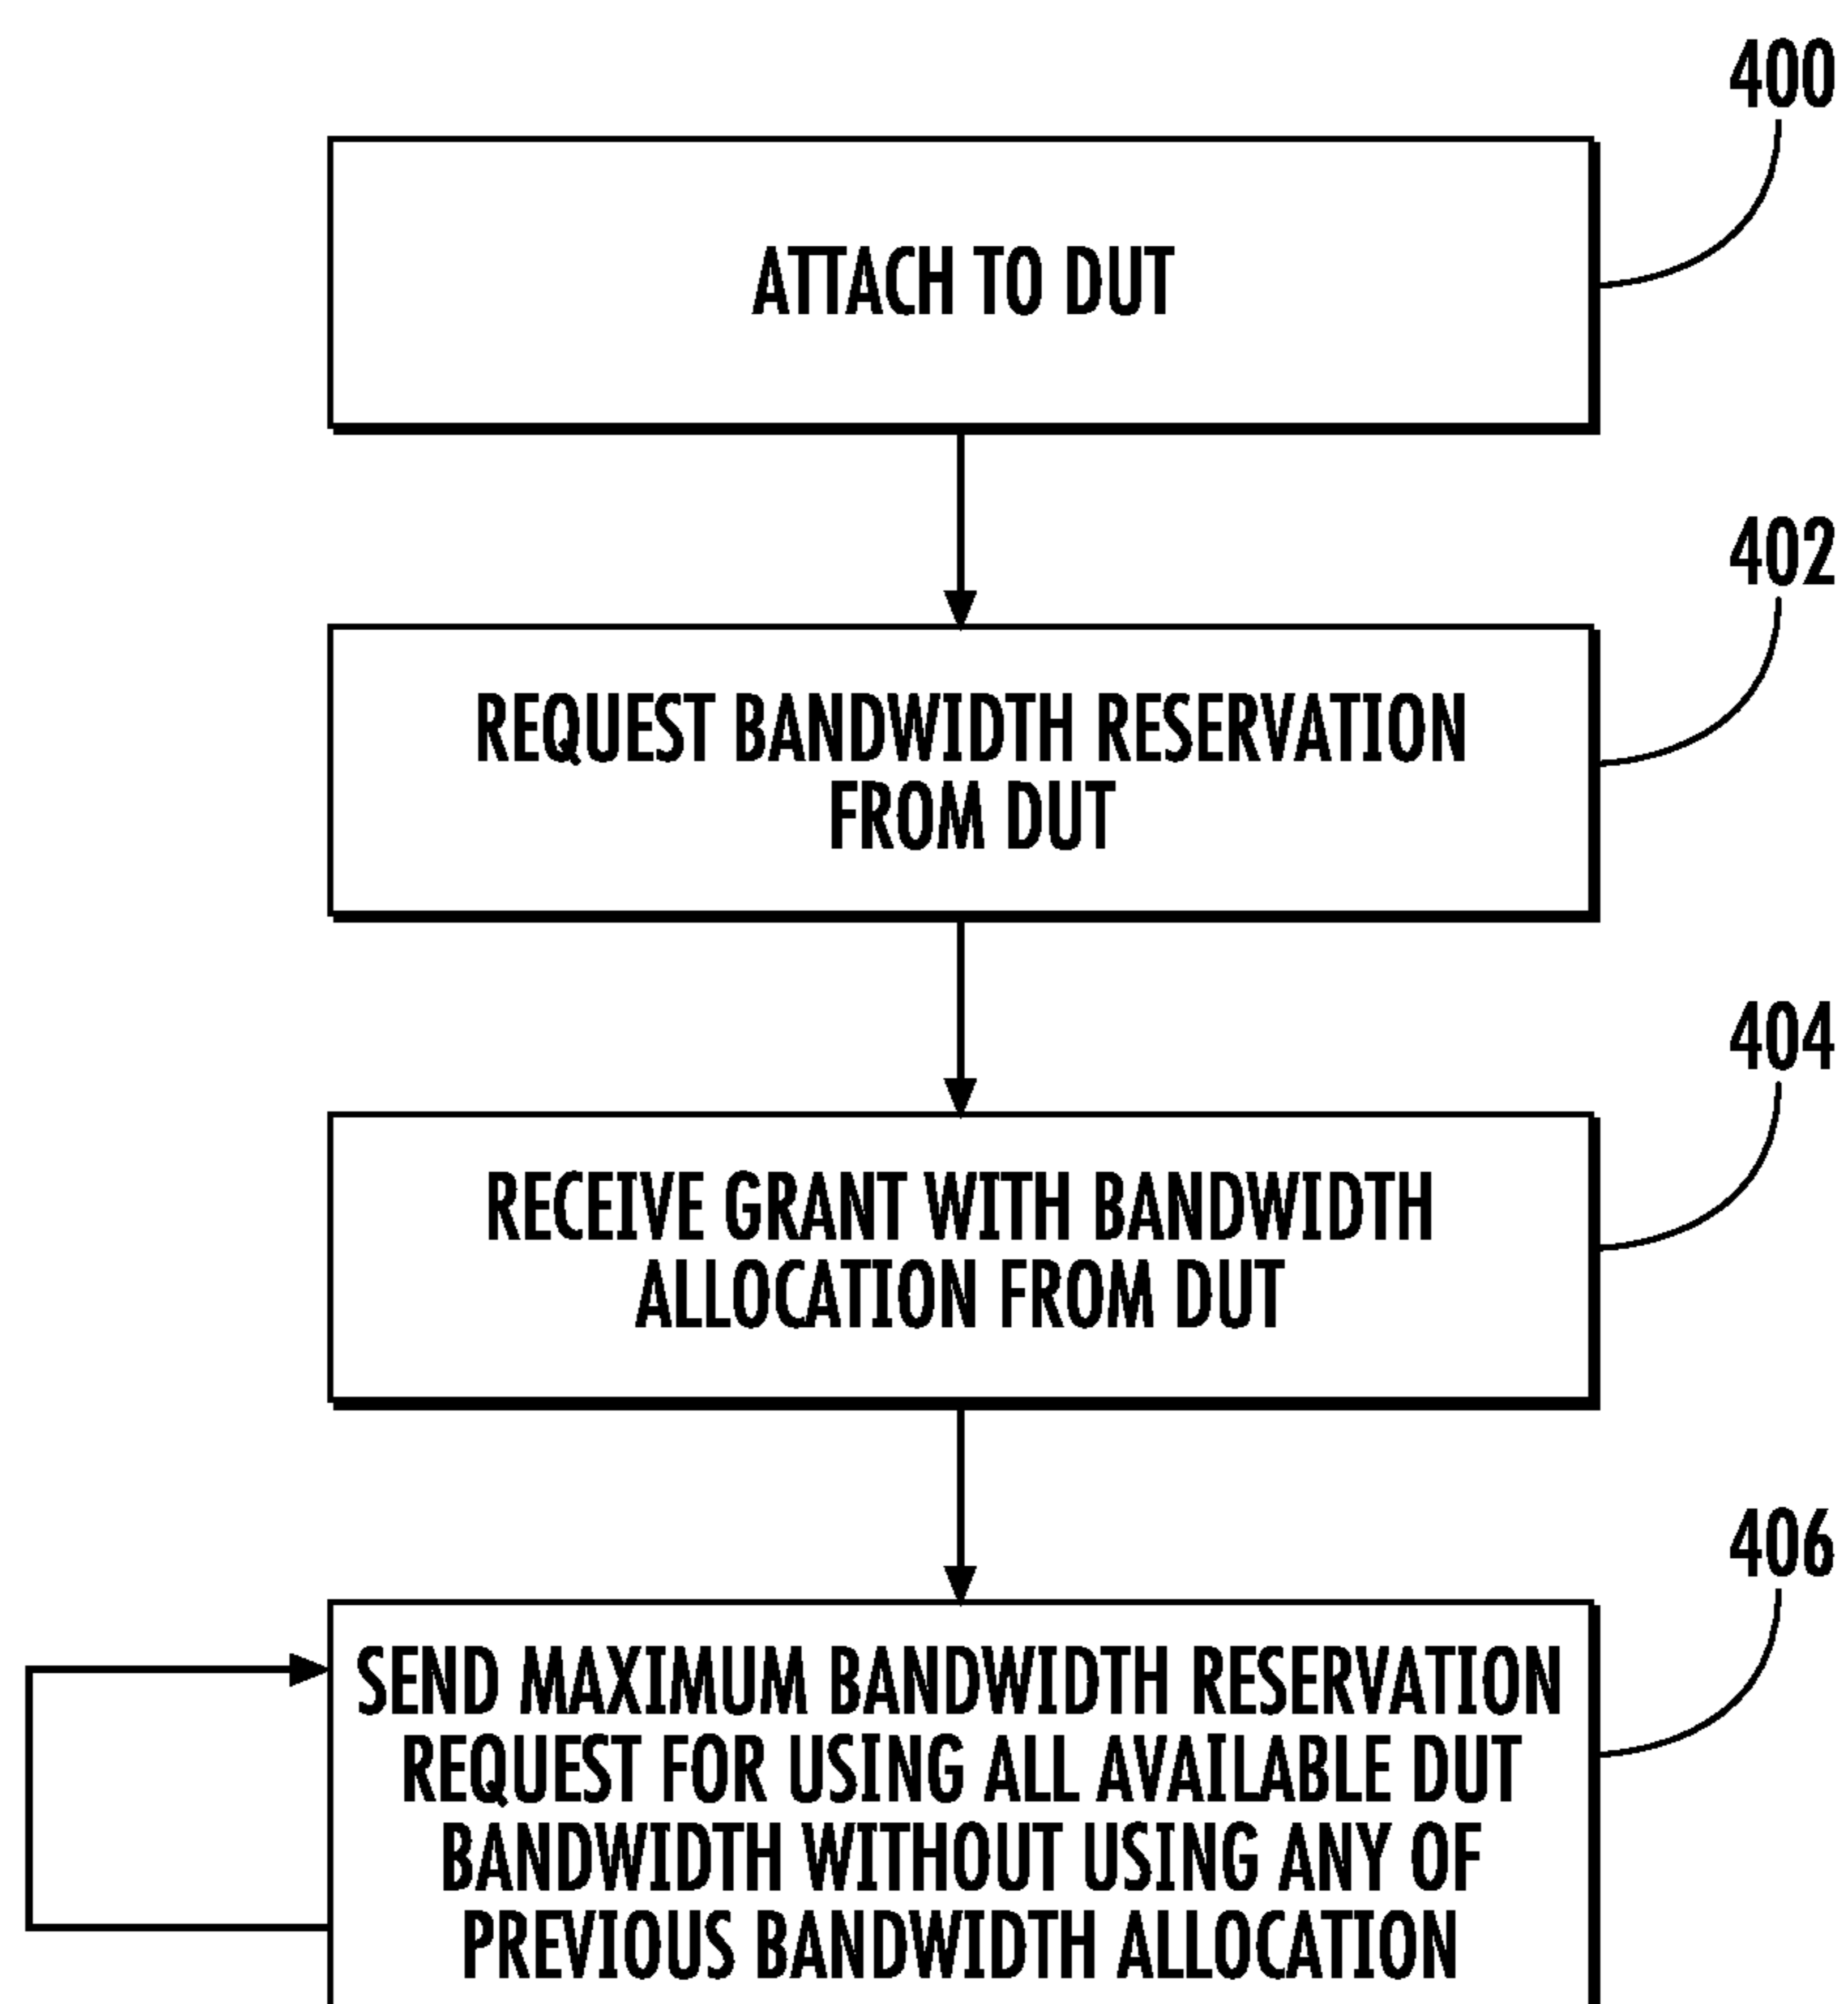 400
ATTACH TO DUT
402
REQUEST BANDWIDTH RESERVATION
FROM DUT
404
RECEIVE GRANT WITH BANDWIDTH
ALLOCATION FROM DUT
406
SEND MAXIMUM BANDWIDTH RESERVATION
REQUEST FOR USING ALL AVAILABLE DUT
BANDWIDTH WITHOUT USING ANY OF
PREVIOUS BANDWIDTH ALLOCATION